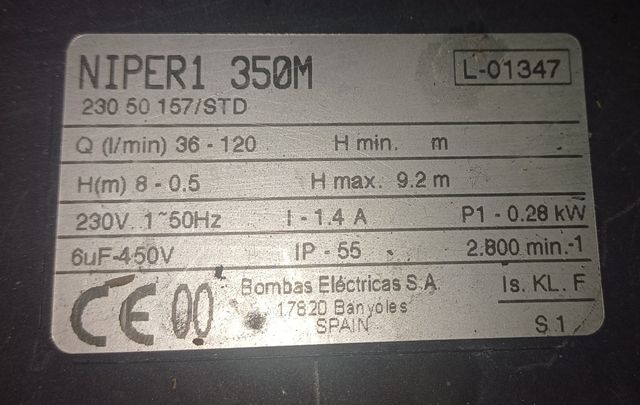 NIPER1 350M
L-01347
230 50 157/STD
Q (l/min) 36 - 120 H min. m
H(m) 8 - 0.5 H max. 9.2 m
230V 1~50Hz I - 1.4 A P1 - 0.28 kW
6uF-450V IP - 55 2.800 min.-1
CE 00 Bombas Eléctricas S.A. Is. KL. F
17820 Banyoles
SPAIN S 1